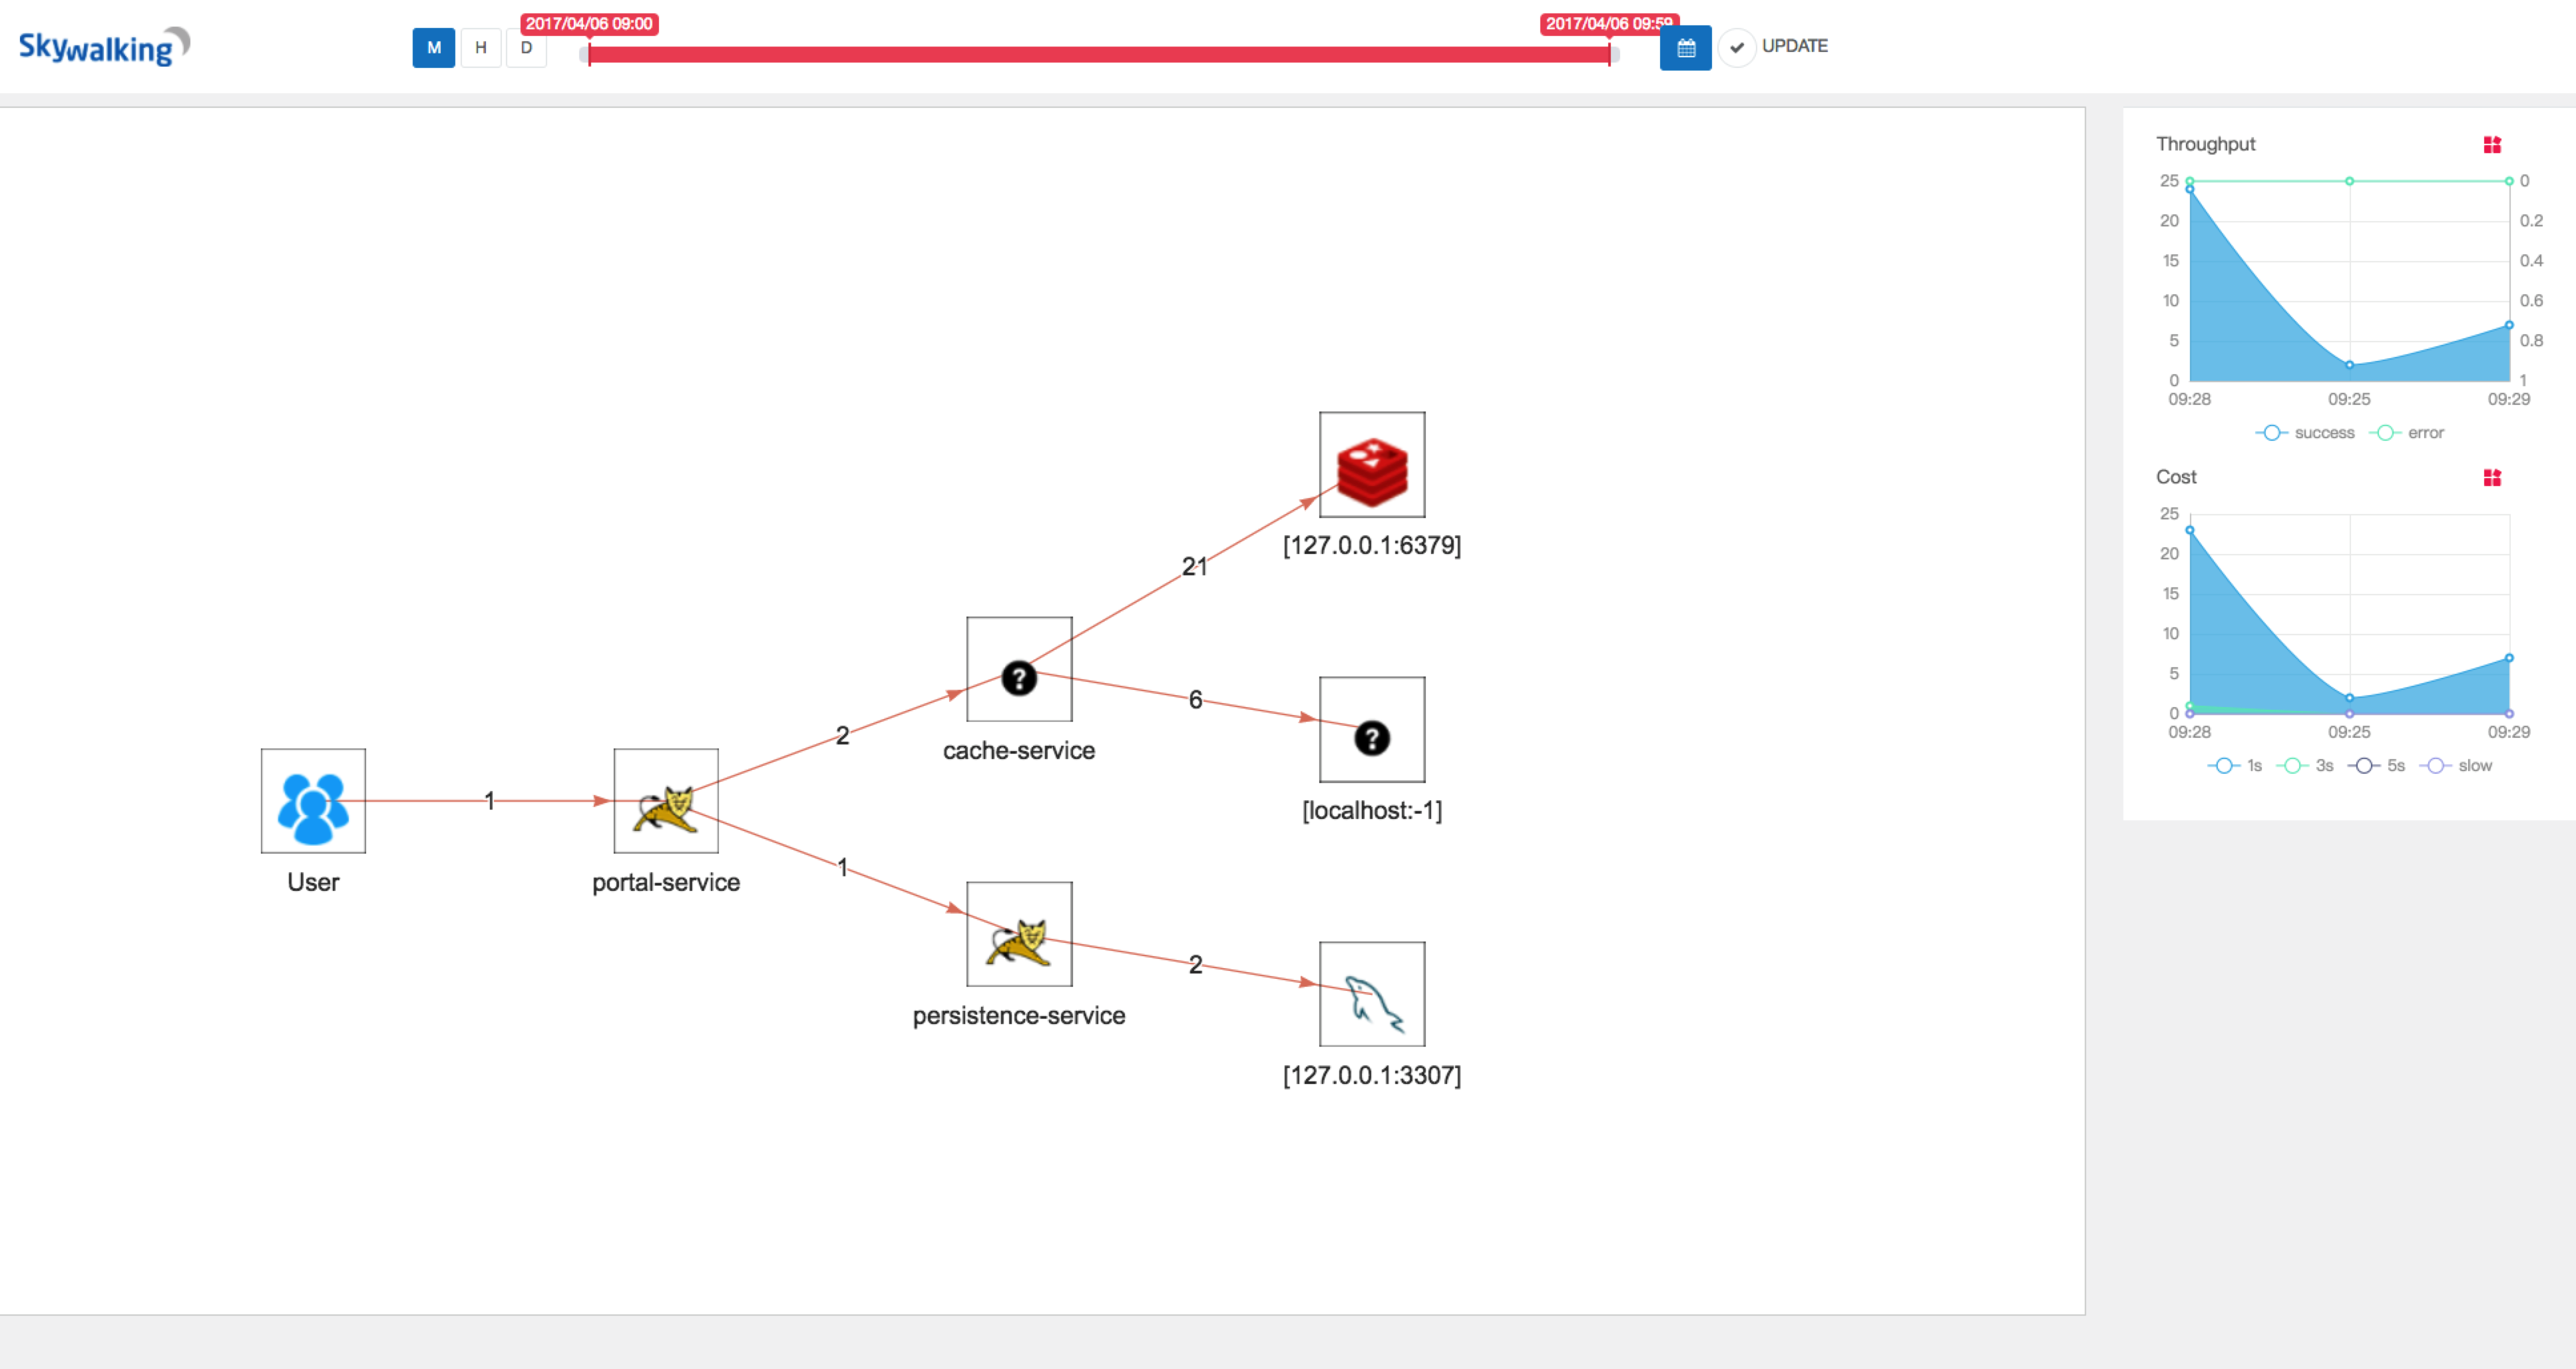 Skywalking
M H D
2017/04/06 09:00
2017/04/06 09:59
UPDATE
[127.0.0.1:6379]
21
cache-service
6
[localhost:-1]
2
User
1
portal-service
1
persistence-service
2
[127.0.0.1:3307]
Throughput
25 0
20 0.2
15 0.4
10 0.6
5 0.8
0 1
09:28 09:25 09:29
success error
Cost
25
20
15
10
5
0
09:28 09:25 09:29
1s 3s 5s slow